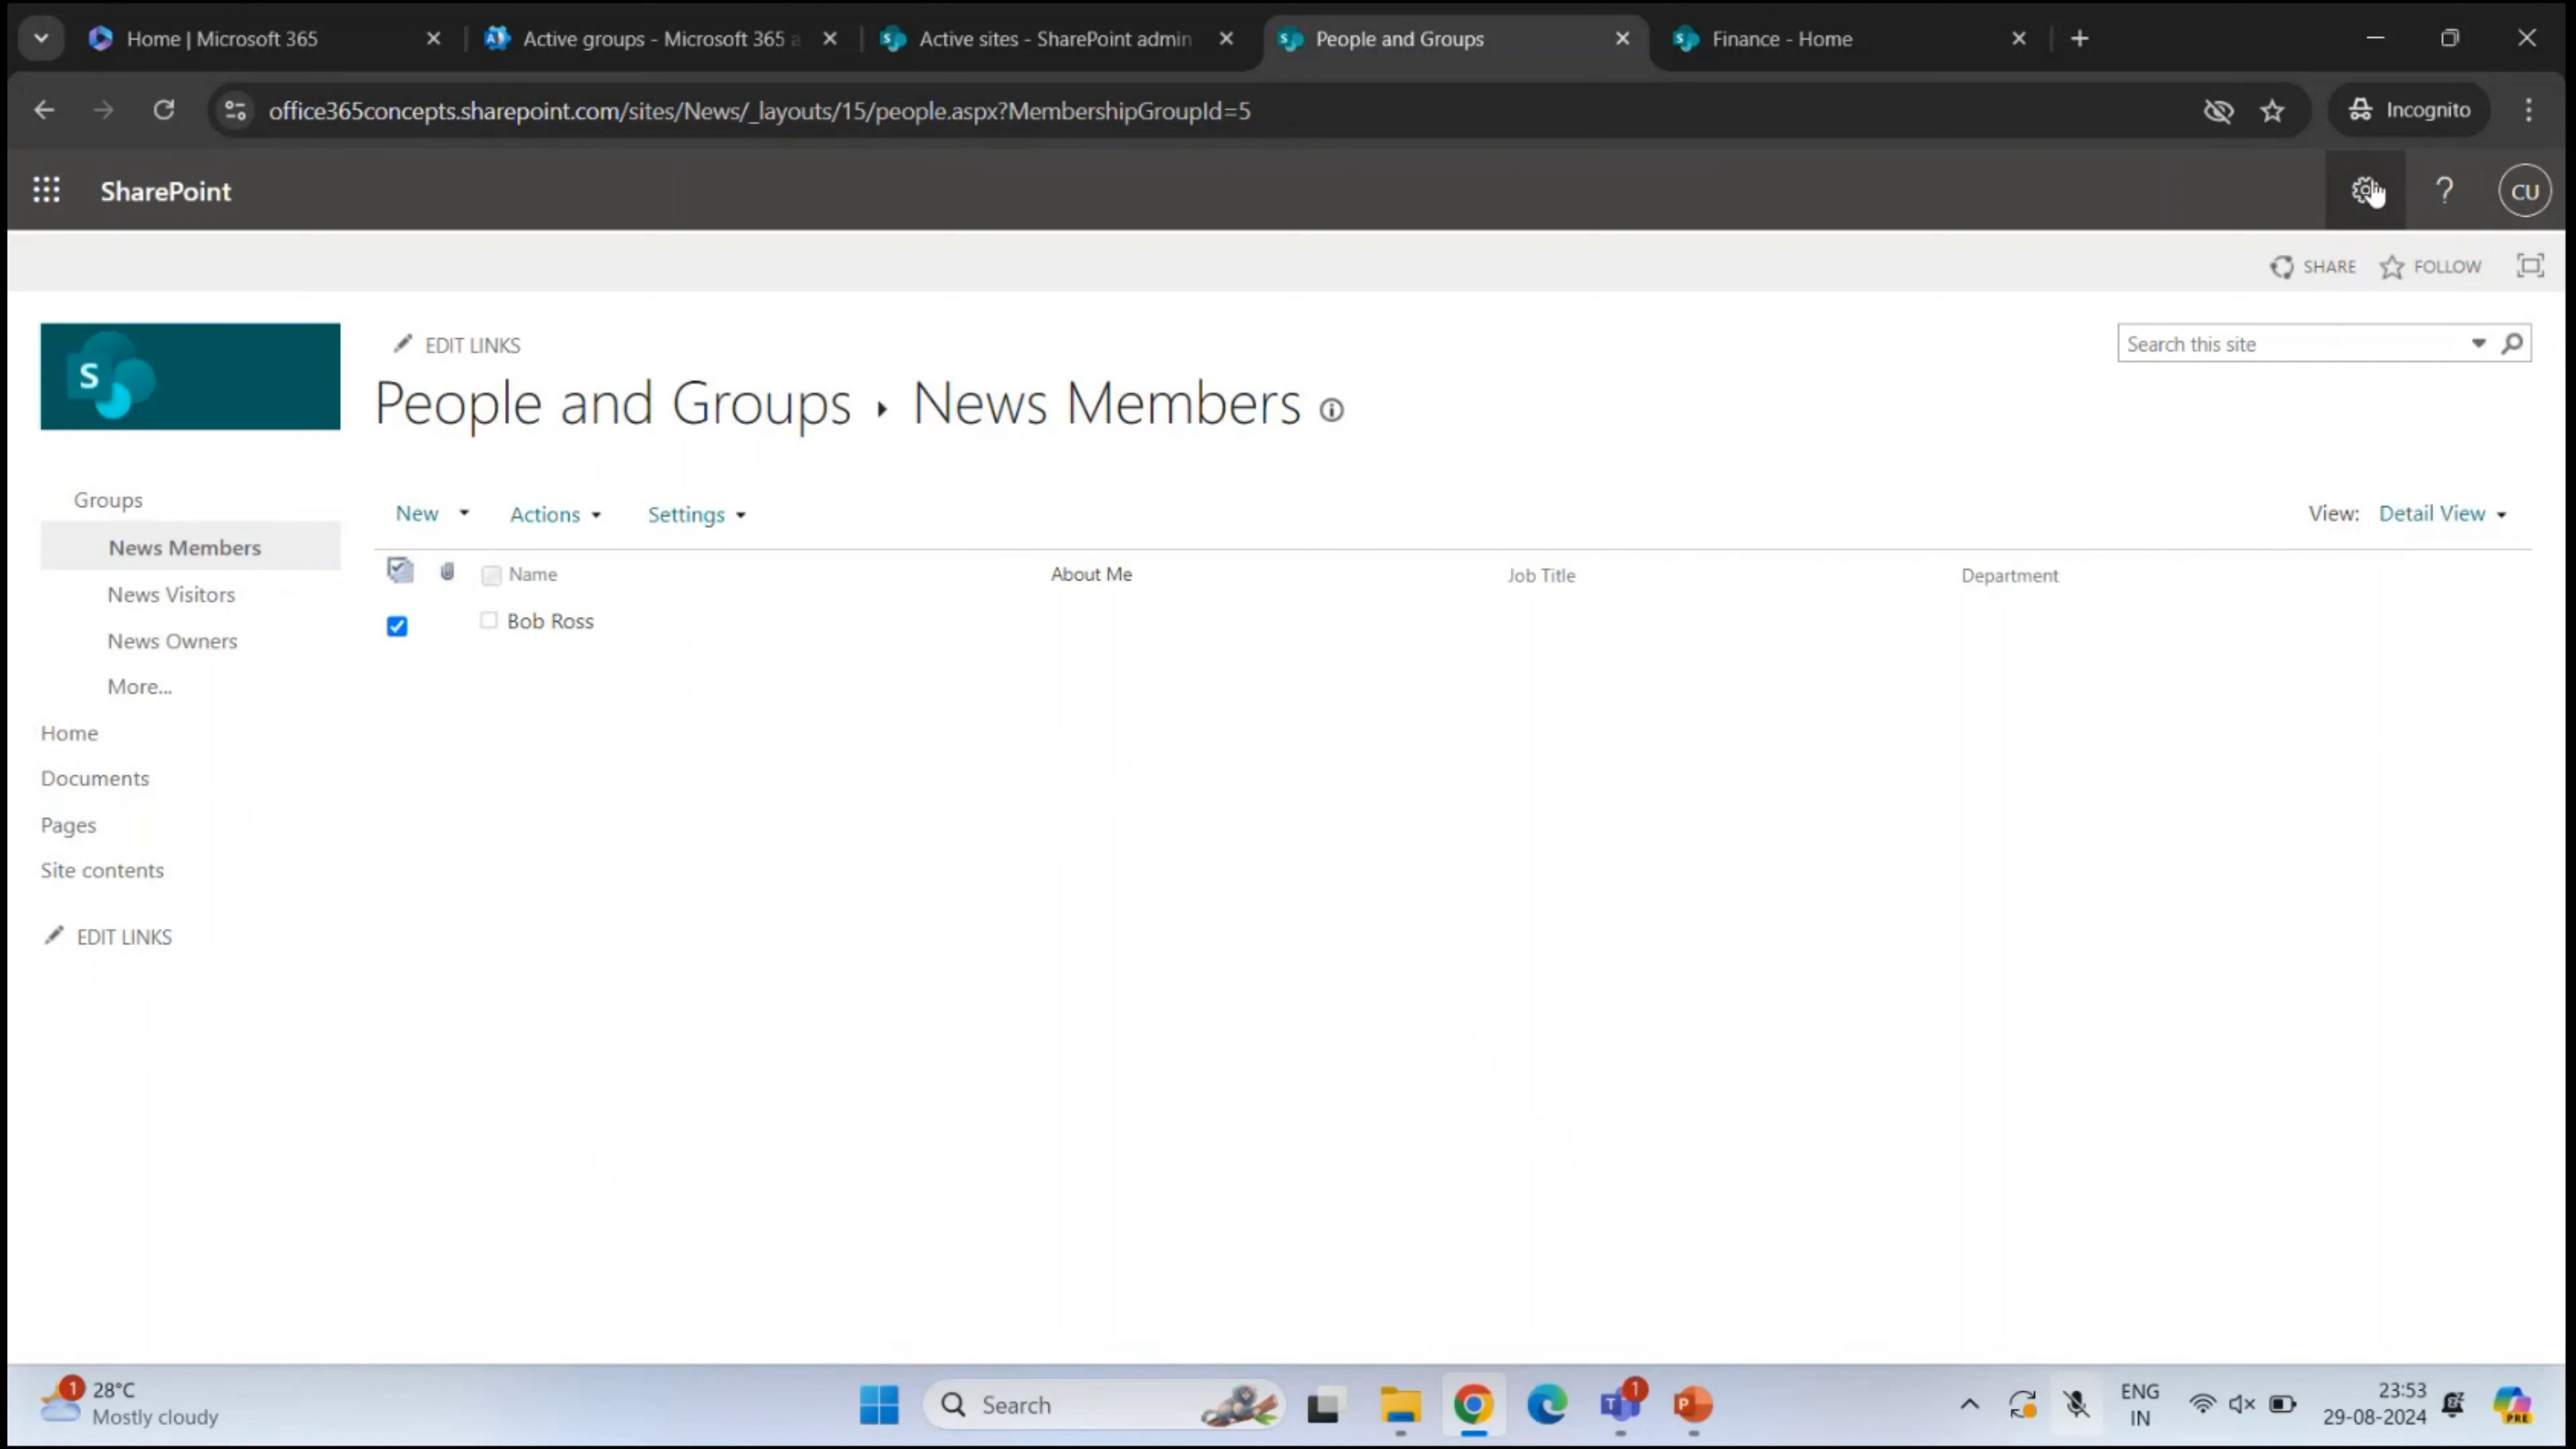 Home | Microsoft 365
Active groups - Microsoft 365 a
Active sites - SharePoint admin
People and Groups
Finance - Home
office365concepts.sharepoint.com/sites/News/_layouts/15/people.aspx?MembershipGroupId=5
Incognito
SharePoint
?
CU
SHARE
FOLLOW
S
EDIT LINKS
Search this site
People and Groups ▸ News Members
Groups
News Members
News Visitors
News Owners
More...
Home
Documents
Pages
Site contents
EDIT LINKS
New
Actions
Settings
View: Detail View
Name
About Me
Job Title
Department
Bob Ross
1
28°C
Mostly cloudy
Search
1
ENG
IN
23:53
29-08-2024
PRE